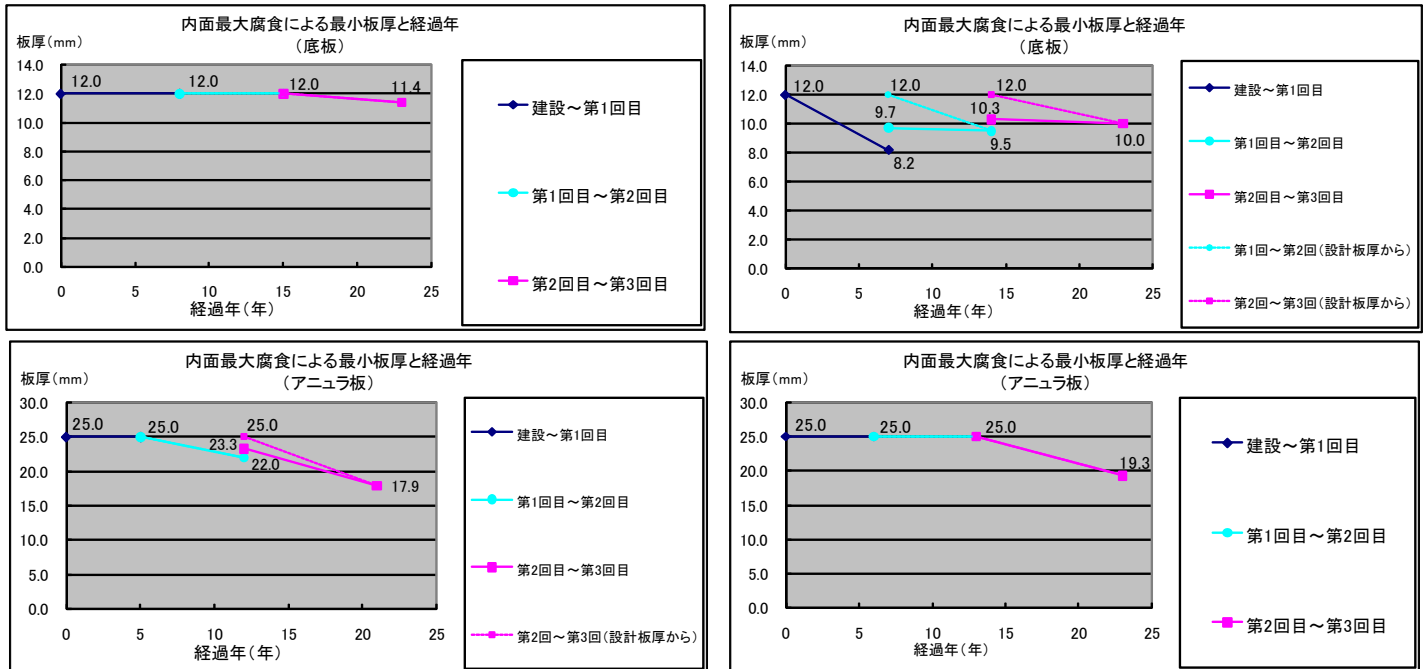 内面最大腐食による最小板厚と経過年
(底板)
板厚(mm)
14.0
12.0
10.0
8.0
6.0
4.0
2.0
0.0
12.0
12.0
12.0
11.4
0
5
10
15
20
25
経過年(年)
建設～第1回目
第1回目～第2回目
第2回目～第3回目
内面最大腐食による最小板厚と経過年
(底板)
板厚(mm)
14.0
12.0
10.0
8.0
6.0
4.0
2.0
0.0
12.0
12.0
12.0
9.7
10.3
8.2
9.5
10.0
0
5
10
15
20
25
経過年(年)
建設～第1回目
第1回目～第2回目
第2回目～第3回目
第1回～第2回(設計板厚から)
第2回～第3回(設計板厚から)
内面最大腐食による最小板厚と経過年
(アニュラ板)
板厚(mm)
30.0
25.0
20.0
15.0
10.0
5.0
0.0
25.0
25.0
25.0
23.3
22.0
17.9
0
5
10
15
20
25
経過年(年)
建設～第1回目
第1回目～第2回目
第2回目～第3回目
第2回～第3回(設計板厚から)
内面最大腐食による最小板厚と経過年
(アニュラ板)
板厚(mm)
30.0
25.0
20.0
15.0
10.0
5.0
0.0
25.0
25.0
25.0
19.3
0
5
10
15
20
25
経過年(年)
建設～第1回目
第1回目～第2回目
第2回目～第3回目